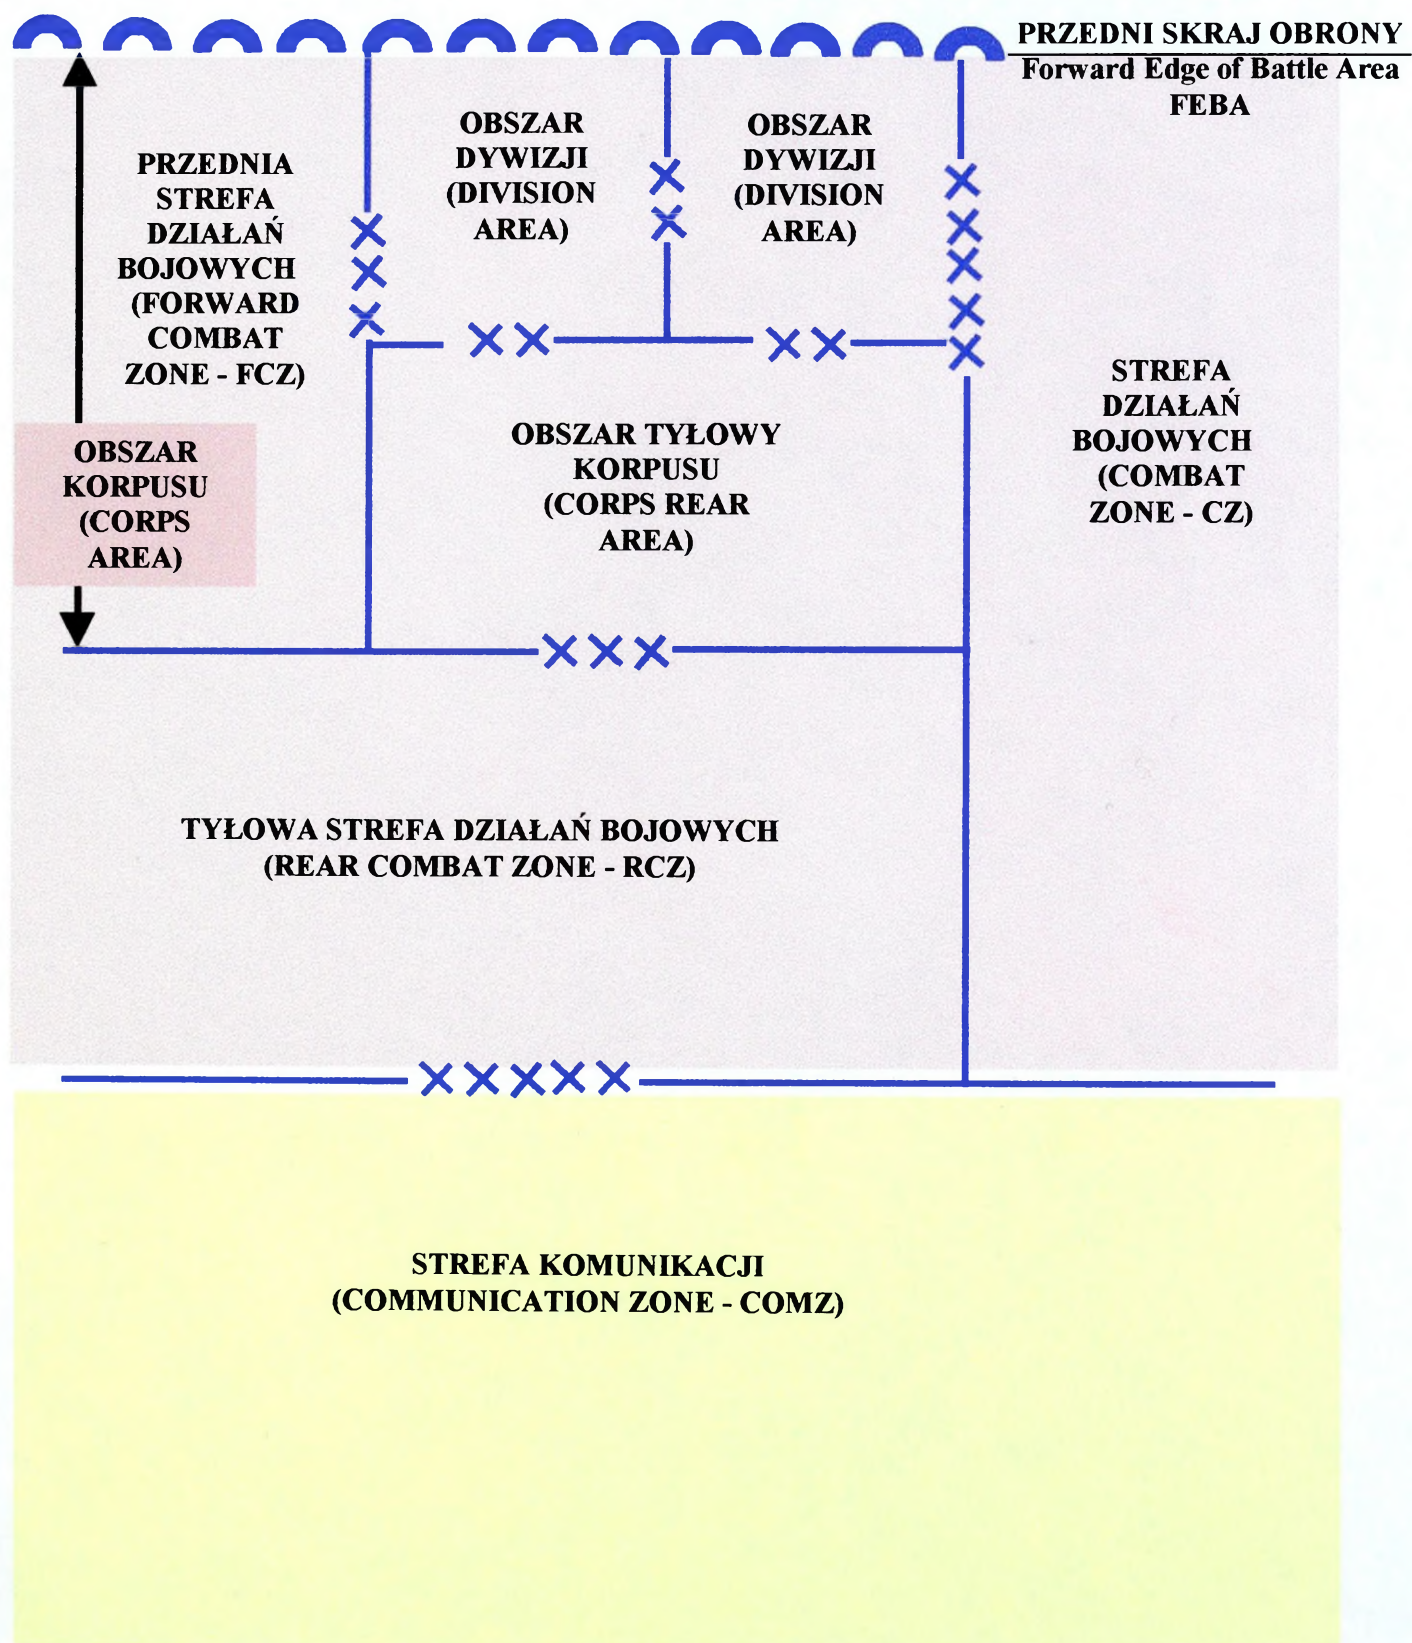 PRZEDNI SKRAJ OBRONY
Forward Edge of Battle Area
FEBA
PRZEDNIA
STREFA
DZIAŁAŃ
BOJOWYCH
(FORWARD
COMBAT
ZONE - FCZ)
OBSZAR
DYWIZJI
(DIVISION
AREA)
OBSZAR
DYWIZJI
(DIVISION
AREA)
OBSZAR
KORPUSU
(CORPS
AREA)
OBSZAR TYŁOWY
KORPUSU
(CORPS REAR
AREA)
STREFA
DZIAŁAŃ
BOJOWYCH
(COMBAT
ZONE - CZ)
TYŁOWA STREFA DZIAŁAŃ BOJOWYCH
(REAR COMBAT ZONE - RCZ)
STREFA KOMUNIKACJI
(COMMUNICATION ZONE - COMZ)